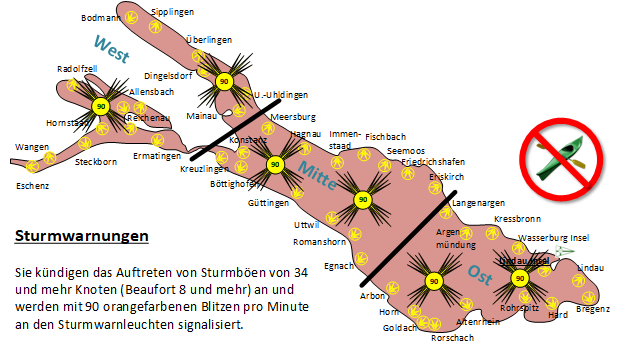 Sipplingen
Bodmann
Überlingen
West
Radolfzell
Dingelsdorf
90
Allensbach
U.-Uhldingen
90
Mainau
Meersburg
Hornstaad
Reichenau
Hagnau
Immen-
staad
Fischbach
Wangen
Konstanz
Seemoos
Ermatingen
Kreuzlingen
90
Friedrichshafen
Steckborn
Mitte
Eriskirch
Eschenz
Böttighofen
Güttingen
90
Langenargen
Kressbronn
Uttwil
Argen
mündung
Romanshorn
Wasserburg Insel
Sturmwarnungen
Lindau Insel
Egnach
Ost
90
90
Lindau
Sie kündigen das Auftreten von Sturmböen von 34
und mehr Knoten (Beaufort 8 und mehr) an und
werden mit 90 orangefarbenen Blitzen pro Minute
an den Sturmwarnleuchten signalisiert.
Arbon
Bregenz
Rohrspitz
Horn
Hard
Altenrhein
Goldach
Rorschach